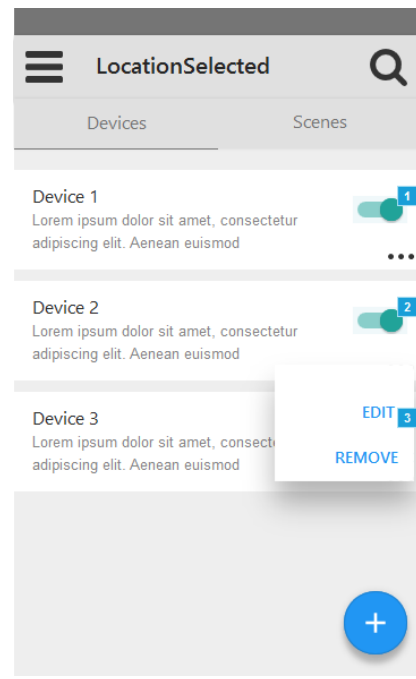 LocationSelected
Devices Scenes
Device 1
1
Lorem ipsum dolor sit amet, consectetur
adipiscing elit. Aenean euismod
Device 2
2
Lorem ipsum dolor sit amet, consectetur
adipiscing elit. Aenean euismod
Device 3
EDIT
3
Lorem ipsum dolor sit amet, consect
adipiscing elit. Aenean euismod
REMOVE
+